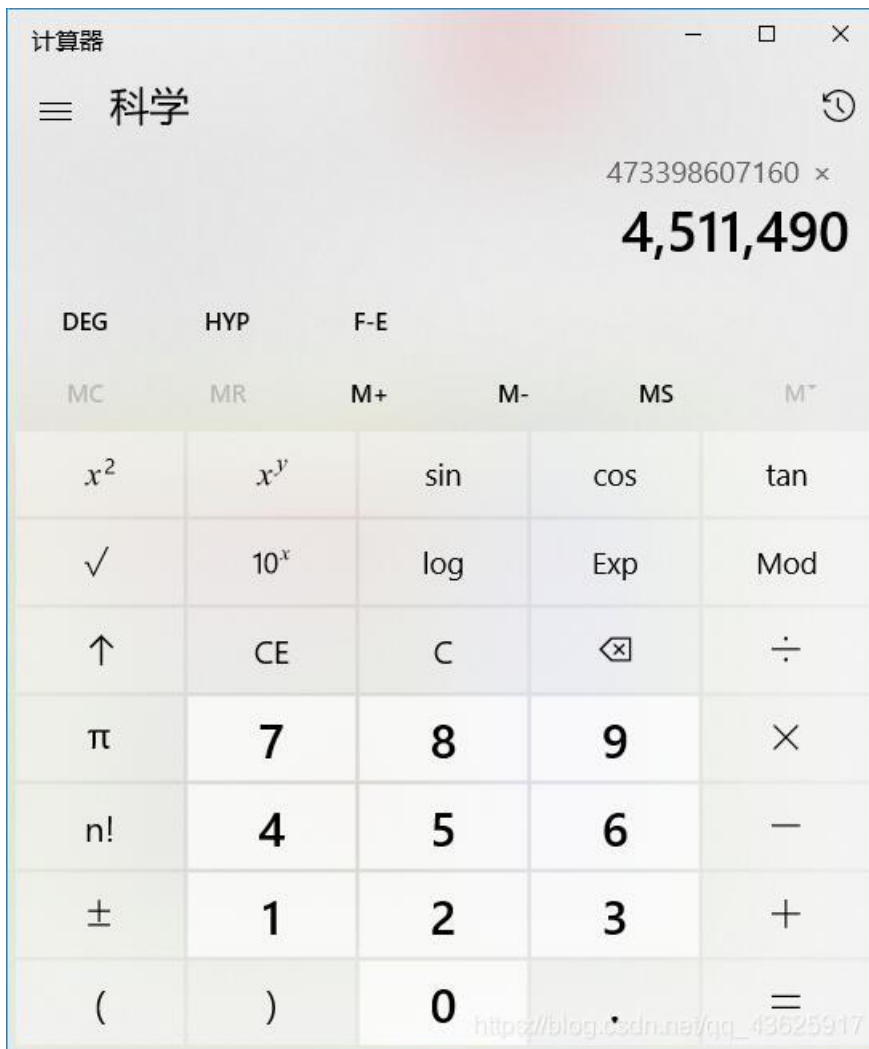 计算器
科学
473398607160 ×
4,511,490
DEG HYP F-E
MC MR M+ M- MS M˅
x² xʸ sin cos tan
√ 10ˣ log Exp Mod
↑ CE C ÷
π 7 8 9 ×
n! 4 5 6 −
± 1 2 3 +
( ) 0 . =
https://blog.csdn.net/qq_43625917